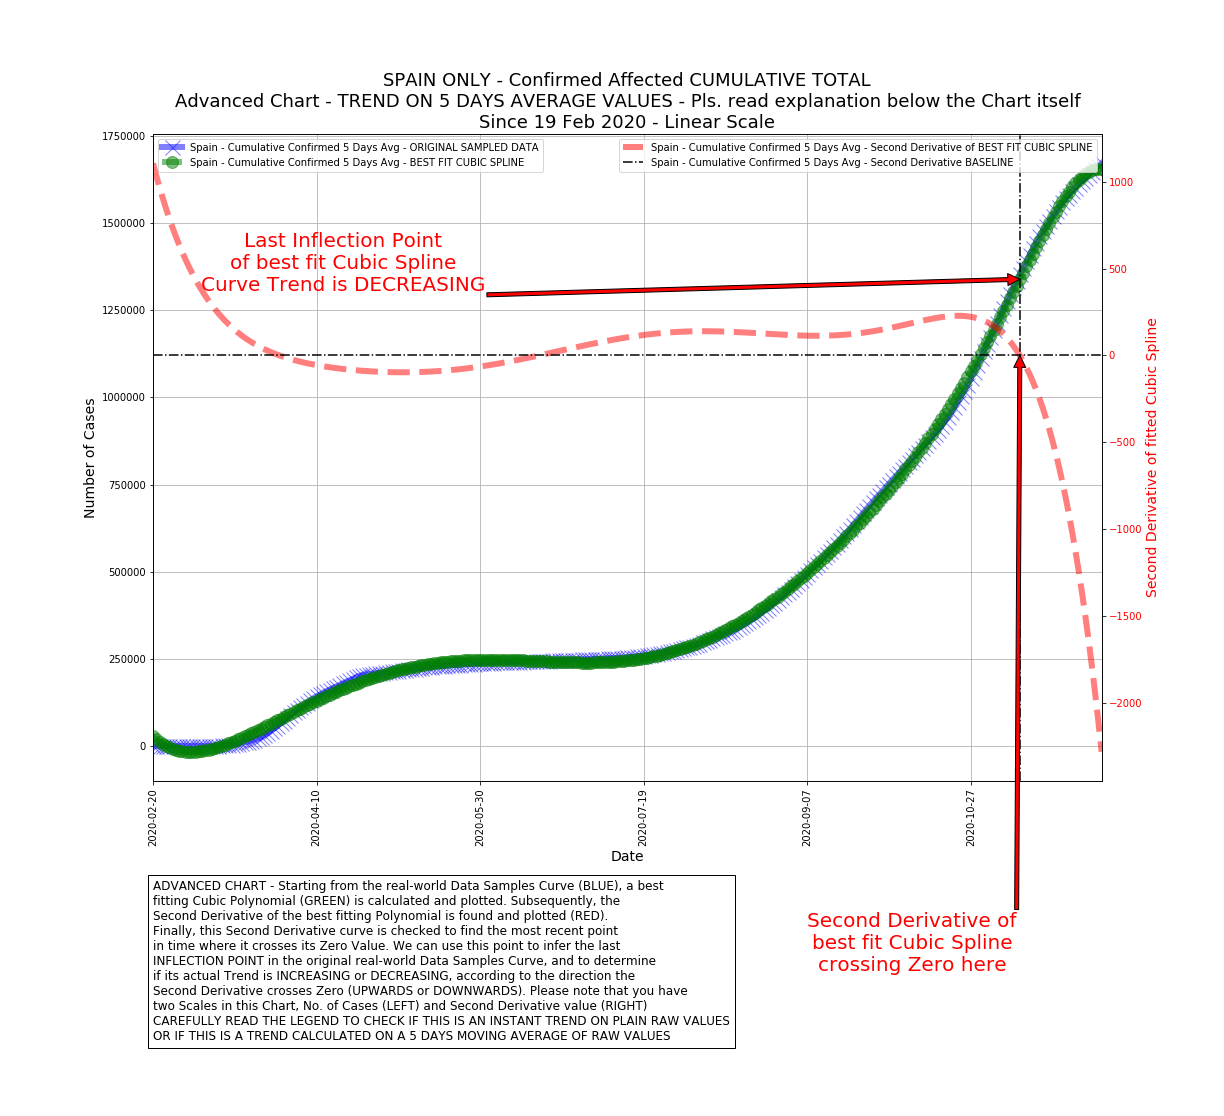 SPAIN ONLY - Confirmed Affected CUMULATIVE TOTAL
Advanced Chart - TREND ON 5 DAYS AVERAGE VALUES - Pls. read explanation below the Chart itself
Since 19 Feb 2020 - Linear Scale
Spain - Cumulative Confirmed 5 Days Avg - ORIGINAL SAMPLED DATA
Spain - Cumulative Confirmed 5 Days Avg - BEST FIT CUBIC SPLINE
Spain - Cumulative Confirmed 5 Days Avg - Second Derivative of BEST FIT CUBIC SPLINE
Spain - Cumulative Confirmed 5 Days Avg - Second Derivative BASELINE
Last Inflection Point
of best fit Cubic Spline
Curve Trend is DECREASING
Number of Cases
1750000
1500000
1250000
1000000
750000
500000
250000
0
1000
500
0
−500
−1000
−1500
−2000
Second Derivative of fitted Cubic Spline
2020-02-20
2020-04-10
2020-05-30
2020-07-19
2020-09-07
2020-10-27
Date
Second Derivative of
best fit Cubic Spline
crossing Zero here
ADVANCED CHART - Starting from the real-world Data Samples Curve (BLUE), a best
fitting Cubic Polynomial (GREEN) is calculated and plotted. Subsequently, the
Second Derivative of the best fitting Polynomial is found and plotted (RED).
Finally, this Second Derivative curve is checked to find the most recent point
in time where it crosses its Zero Value. We can use this point to infer the last
INFLECTION POINT in the original real-world Data Samples Curve, and to determine
if its actual Trend is INCREASING or DECREASING, according to the direction the
Second Derivative crosses Zero (UPWARDS or DOWNWARDS). Please note that you have
two Scales in this Chart, No. of Cases (LEFT) and Second Derivative value (RIGHT)
CAREFULLY READ THE LEGEND TO CHECK IF THIS IS AN INSTANT TREND ON PLAIN RAW VALUES
OR IF THIS IS A TREND CALCULATED ON A 5 DAYS MOVING AVERAGE OF RAW VALUES